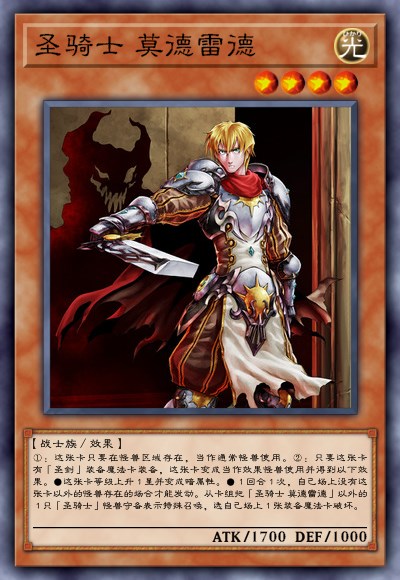 圣骑士 莫德雷德
光
【战士族／效果】
①：这张卡只要在怪兽区域存在，当作通常怪兽使用。②：只要这张卡
有「圣剑」装备魔法卡装备，这张卡变成当作效果怪兽使用并得到以下效
果。●这张卡等级上升1星并变成暗属性。●1回合1次，自己场上没有这
张卡以外的怪兽存在的场合才能发动。从卡组把「圣骑士 莫德雷德」以外的
1只「圣骑士」怪兽守备表示特殊召唤，选自己场上1张装备魔法卡破坏。
ATK/1700 DEF/1000